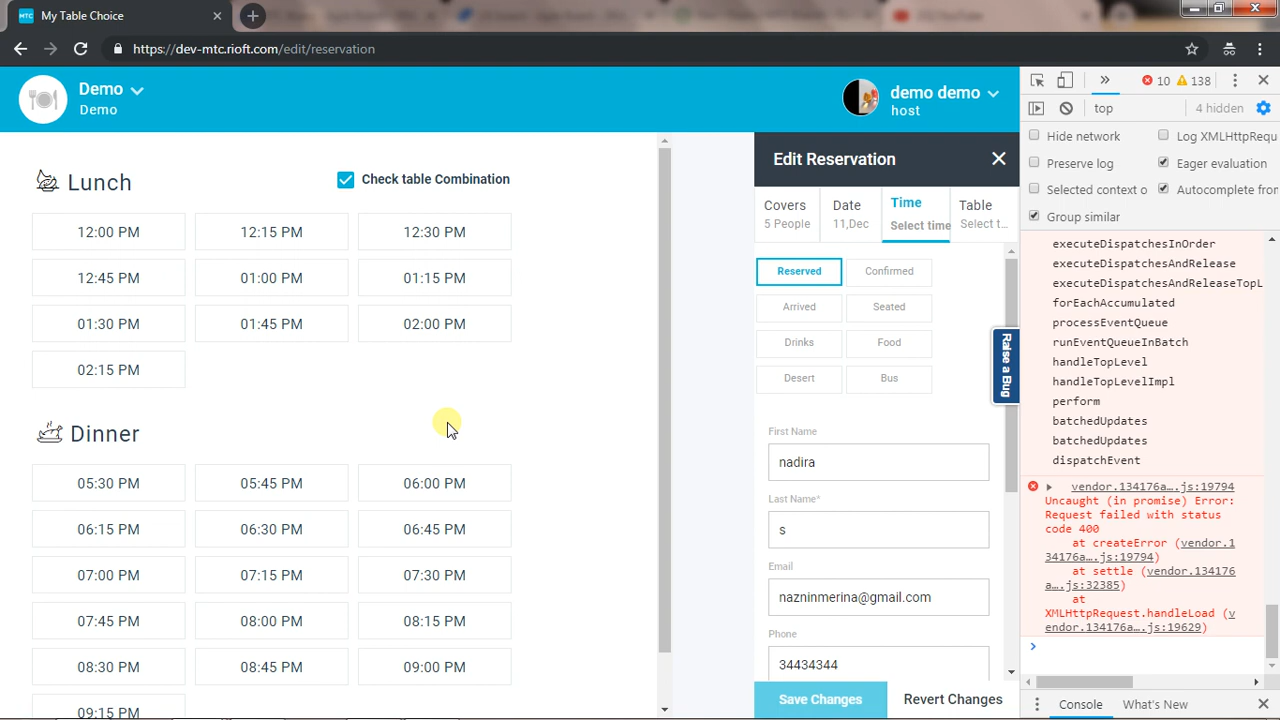 MTC My Table Choice
https://dev-mtc.rioft.com/edit/reservation
Demo
Demo
demo demo
host
Lunch
Check table Combination
12:00 PM 12:15 PM 12:30 PM
12:45 PM 01:00 PM 01:15 PM
01:30 PM 01:45 PM 02:00 PM
02:15 PM
Dinner
05:30 PM 05:45 PM 06:00 PM
06:15 PM 06:30 PM 06:45 PM
07:00 PM 07:15 PM 07:30 PM
07:45 PM 08:00 PM 08:15 PM
08:30 PM 08:45 PM 09:00 PM
09:15 PM
Edit Reservation
Covers Date Time Table
5 People 11,Dec Select time Select t...
Reserved Confirmed
Arrived Seated
Drinks Food
Desert Bus
Raise a Bug
First Name
nadira
Last Name*
s
Email
nazninmerina@gmail.com
Phone
34434344
Save Changes Revert Changes
10 138
top 4 hidden
Hide network Log XMLHttpRequ
Preserve log Eager evaluation
Selected context o Autocomplete from
Group similar
executeDispatchesInOrder
executeDispatchesAndRelease
executeDispatchesAndReleaseTopL
forEachAccumulated
processEventQueue
runEventQueueInBatch
handleTopLevel
handleTopLevelImpl
perform
batchedUpdates
batchedUpdates
dispatchEvent
vendor.134176a….js:19794
Uncaught (in promise) Error:
Request failed with status
code 400
at createError (vendor.1
34176a….js:19794)
at settle (vendor.134176
a….js:32385)
at
XMLHttpRequest.handleLoad (v
endor.134176a….js:19629)
Console What's New